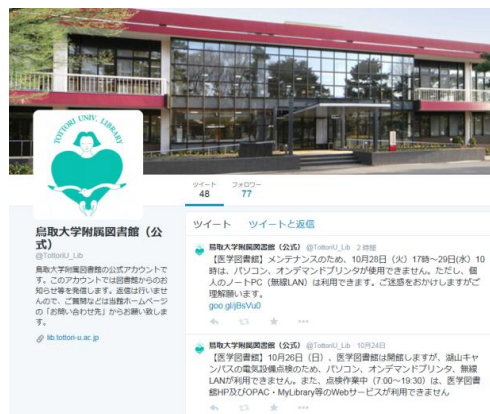 TOTTORI UNIV. LIBRARY
ツイート
48
フォロワー
77
鳥取大学附属図書館（公
式）
@TottoriU_Lib
鳥取大学附属図書館の公式アカウントで
す。このアカウントでは図書館からのお
知らせ等を発信します。返信は行いませ
んので、ご質問などは当館ホームページ
の「お問い合わせ先」からお願い致しま
す。
lib.tottori-u.ac.jp
ツイート ツイートと返信
鳥取大学附属図書館（公式） @TottoriU_Lib · 2時間
【医学図書館】メンテナンスのため、10月28日（火）17時～29日(水）10
時は、パソコン、オンデマンドプリンタが使用できません。ただし、個
人のノートPC（無線LAN）は利用できます。ご迷惑をおかけしますがご
理解願います。
goo.gl/jBsVu0
鳥取大学附属図書館（公式） @TottoriU_Lib · 10月24日
【医学図書館】10月26日（日）、医学図書館は開館しますが、湖山キャ
ンパスの電気設備点検のため、パソコン、オンデマンドプリンタ、無線
LANが利用できません。また、点検作業中（7:00～19:30）は、医学図書
館HP及びOPAC・MyLibrary等のWebサービスが利用できません